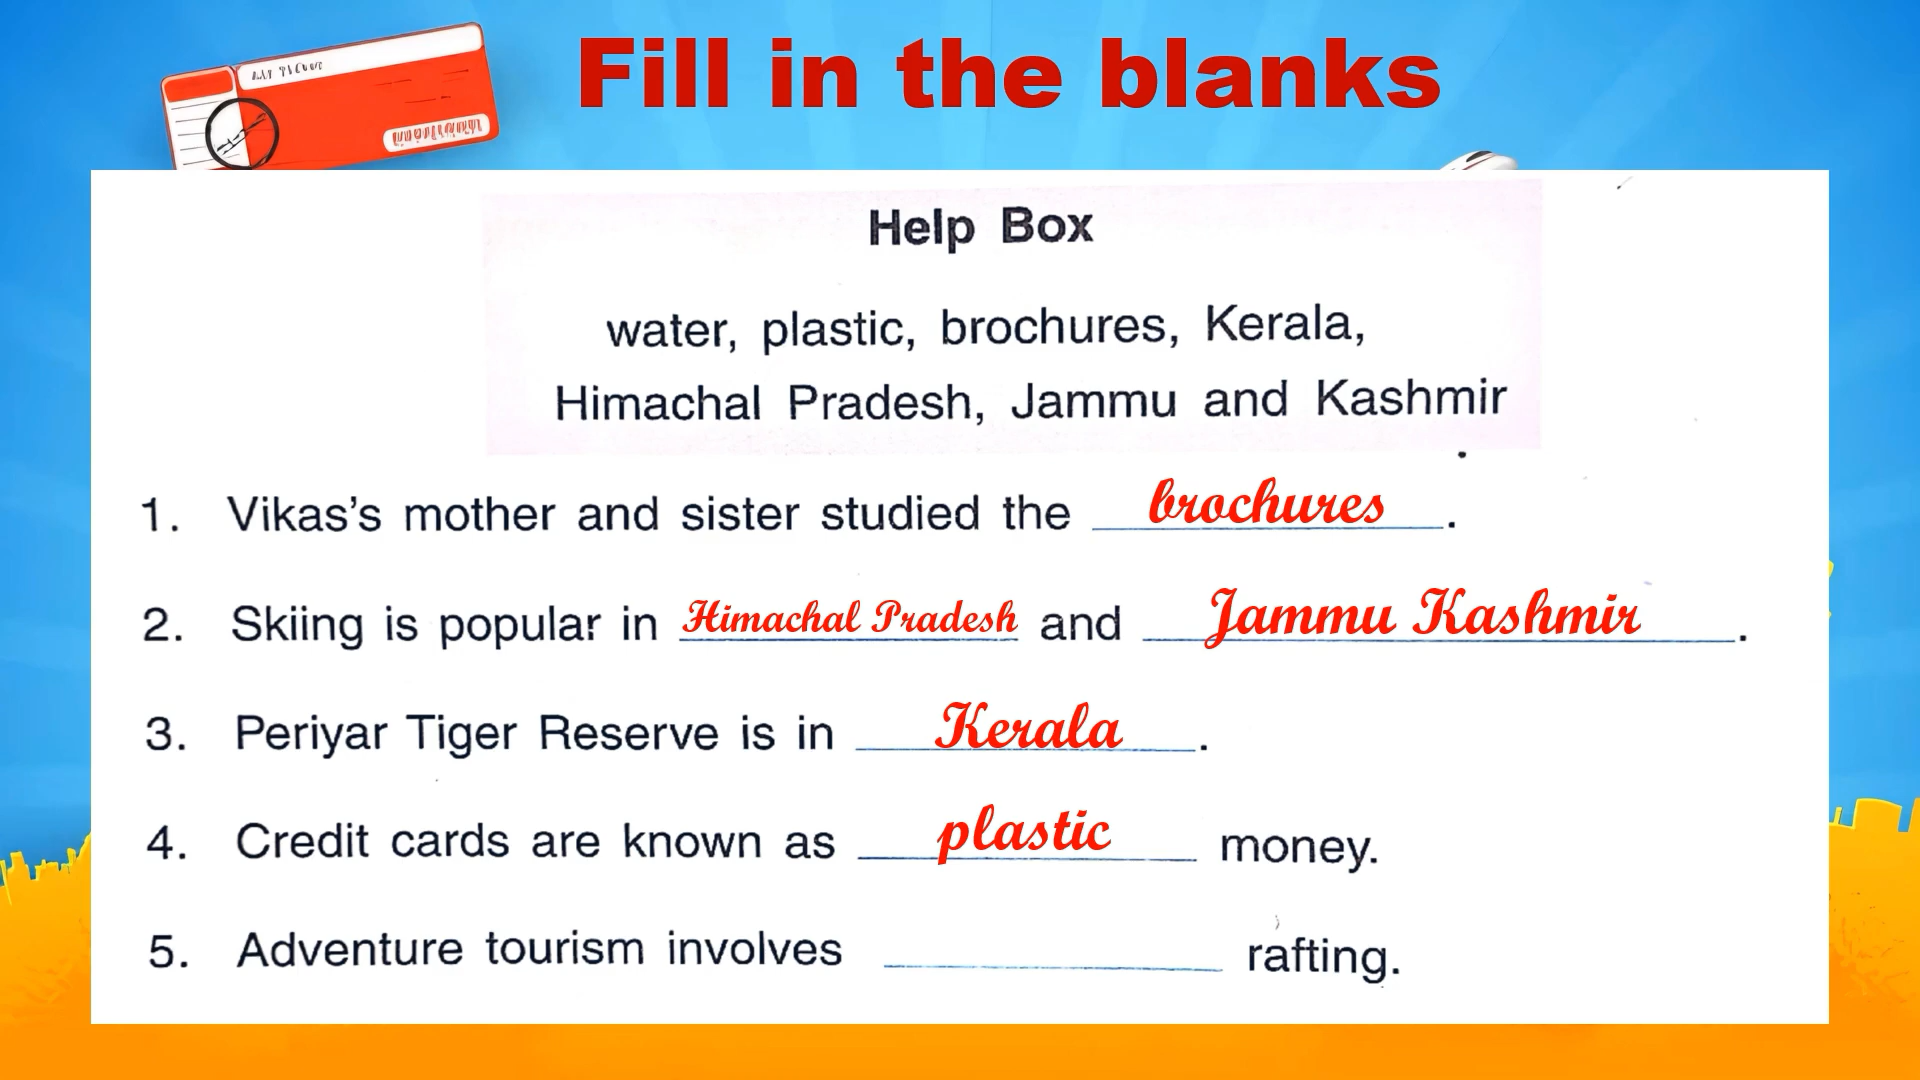 Fill in the blanks
Help Box
water, plastic, brochures, Kerala,
Himachal Pradesh, Jammu and Kashmir
1. Vikas's mother and sister studied the brochures.
2. Skiing is popular in Himachal Pradesh and Jammu Kashmir.
3. Periyar Tiger Reserve is in Kerala.
4. Credit cards are known as plastic money.
5. Adventure tourism involves ________ rafting.